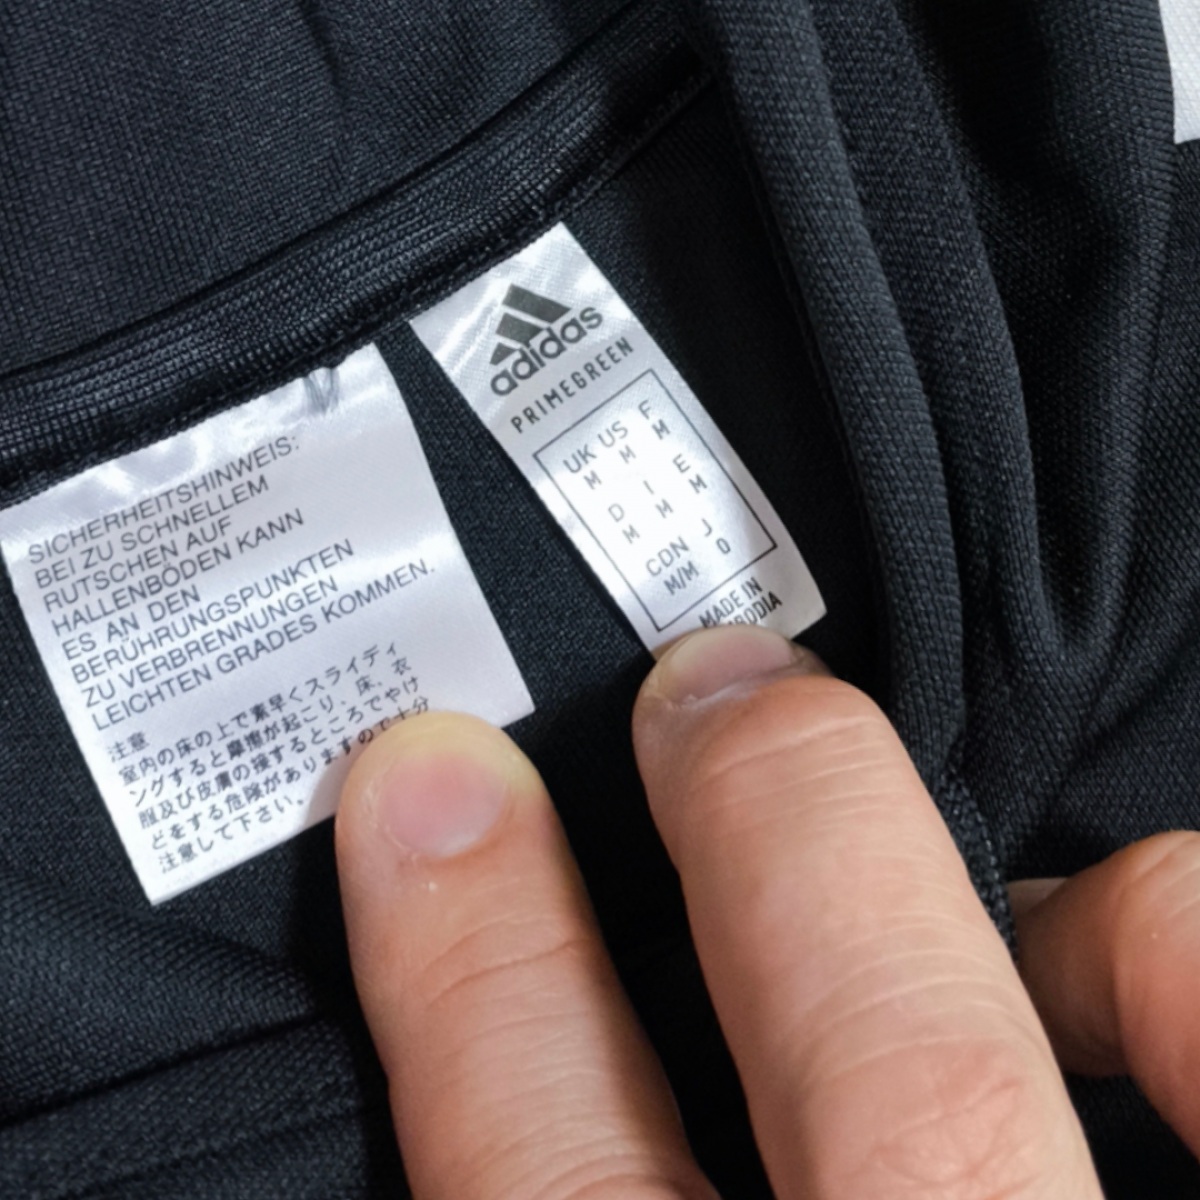 SICHERHEITSHINWEIS:
BEI ZU SCHNELLEM
RUTSCHEN AUF
HALLENBÖDEN KANN
ES AN DEN
BERÜHRUNGSPUNKTEN
ZU VERBRENNUNGEN
LEICHTEN GRADES KOMMEN.
注意
室内の床の上で素早くスライディ
ングすると摩擦が起こり、床、衣
服及び皮膚の接するところでやけ
どをする危険がありますので十分
注意して下さい。
adidas
PRIMEGREEN
UK US F
M M M
D I E
M M M
CDN J
M/M O
MADE IN